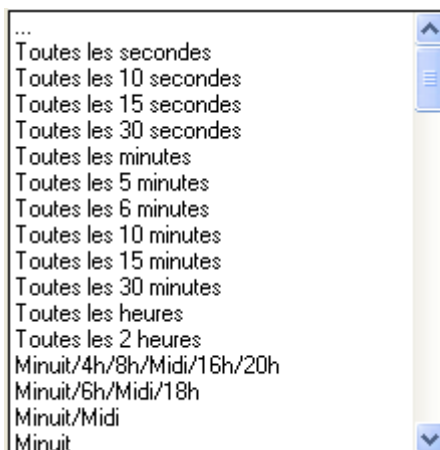 ...
Toutes les secondes
Toutes les 10 secondes
Toutes les 15 secondes
Toutes les 30 secondes
Toutes les minutes
Toutes les 5 minutes
Toutes les 6 minutes
Toutes les 10 minutes
Toutes les 15 minutes
Toutes les 30 minutes
Toutes les heures
Toutes les 2 heures
Minuit/4h/8h/Midi/16h/20h
Minuit/6h/Midi/18h
Minuit/Midi
Minuit